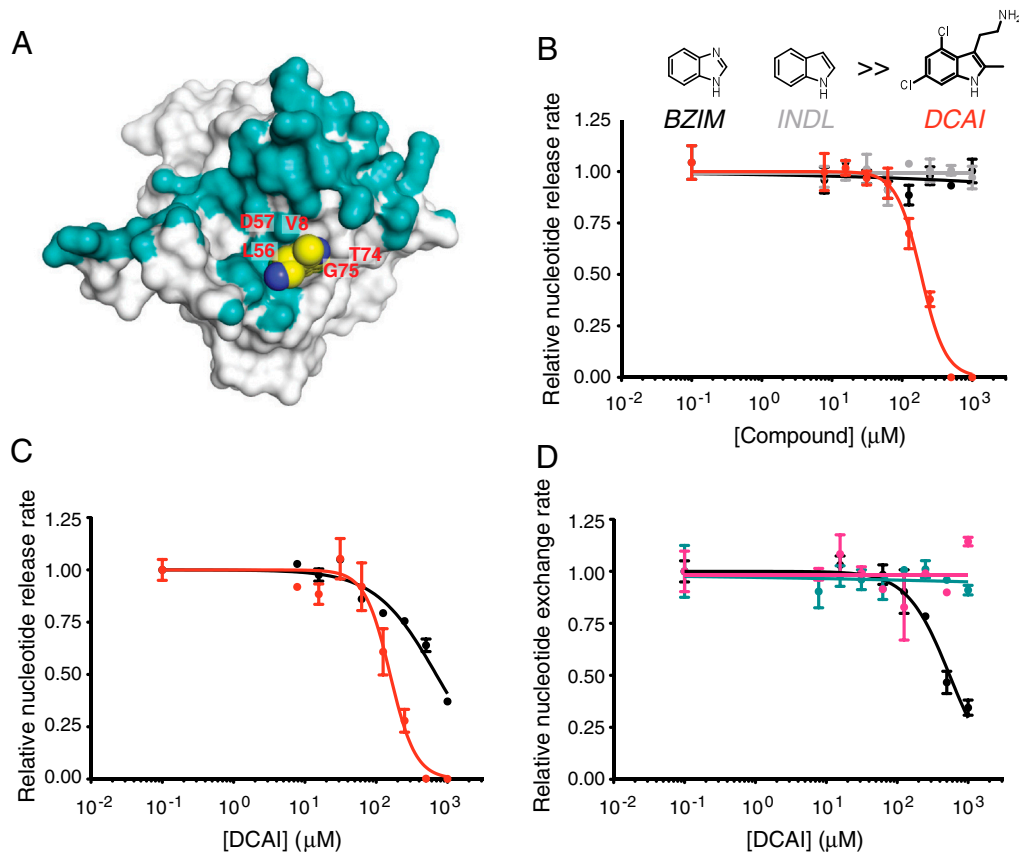 A
D57 V8
L56 T74
G75
B
NH₂
Cl
N
N
H
N
H
>>
Cl
N
H
BZIM INDL DCAI
Relative nucleotide release rate
1.25
1.00
0.75
0.50
0.25
0.00
10⁻² 10⁻¹ 10⁰ 10¹ 10² 10³
[Compound] (µM)
C
Relative nucleotide release rate
1.25
1.00
0.75
0.50
0.25
0.00
10⁻² 10⁻¹ 10⁰ 10¹ 10² 10³
[DCAI] (µM)
D
Relative nucleotide exchange rate
1.25
1.00
0.75
0.50
0.25
0.00
10⁻² 10⁻¹ 10⁰ 10¹ 10² 10³
[DCAI] (µM)